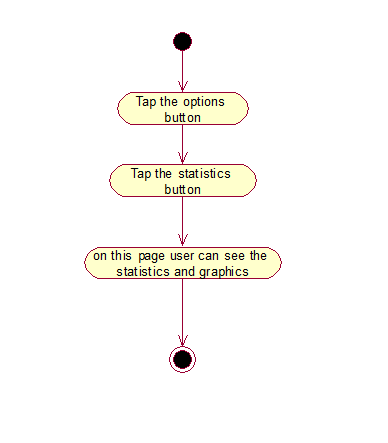 Tap the options
button
Tap the statistics
button
on this page user can see the
statistics and graphics